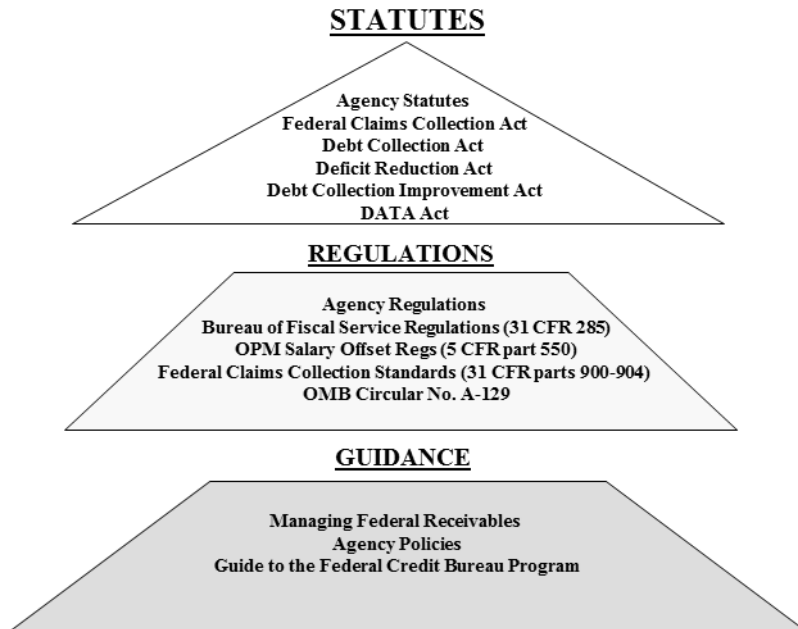 STATUTES
Agency Statutes
Federal Claims Collection Act
Debt Collection Act
Deficit Reduction Act
Debt Collection Improvement Act
DATA Act
REGULATIONS
Agency Regulations
Bureau of Fiscal Service Regulations (31 CFR 285)
OPM Salary Offset Regs (5 CFR part 550)
Federal Claims Collection Standards (31 CFR parts 900-904)
OMB Circular No. A-129
GUIDANCE
Managing Federal Receivables
Agency Policies
Guide to the Federal Credit Bureau Program